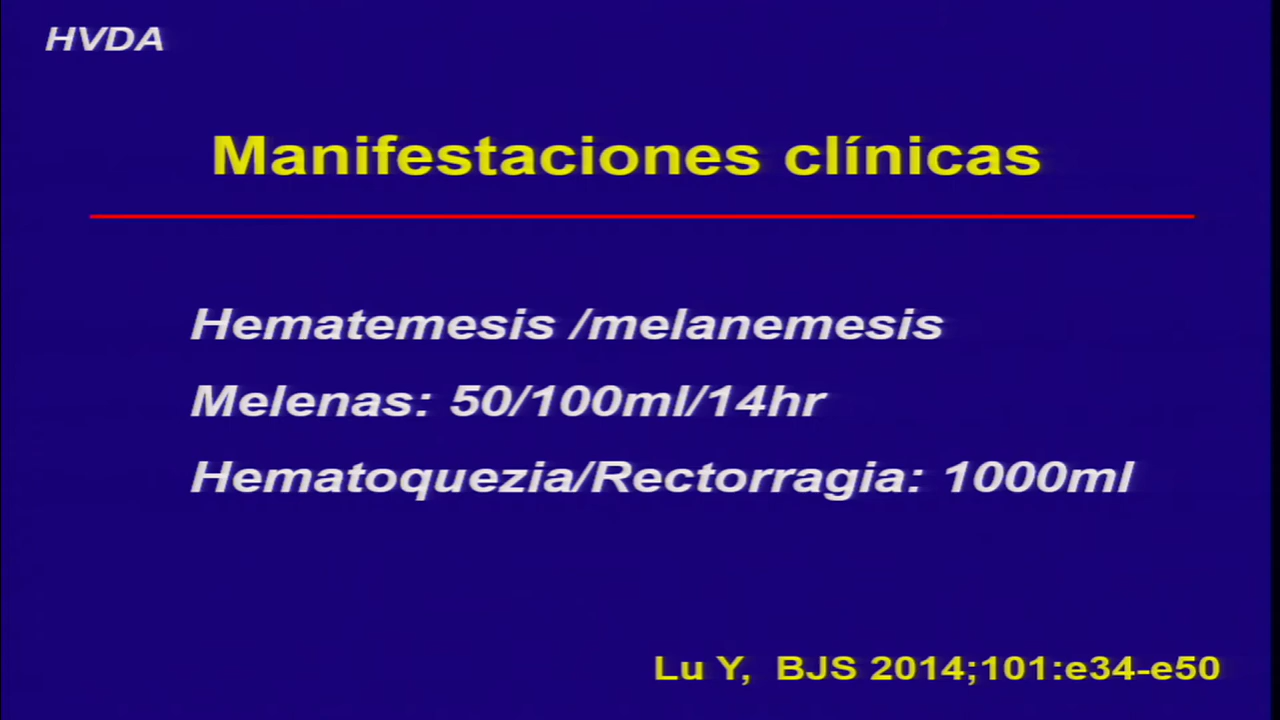 HVDA
Manifestaciones clínicas
Hematemesis /melanemesis
Melenas: 50/100ml/14hr
Hematoquezia/Rectorragia: 1000ml
Lu Y, BJS 2014;101:e34-e50